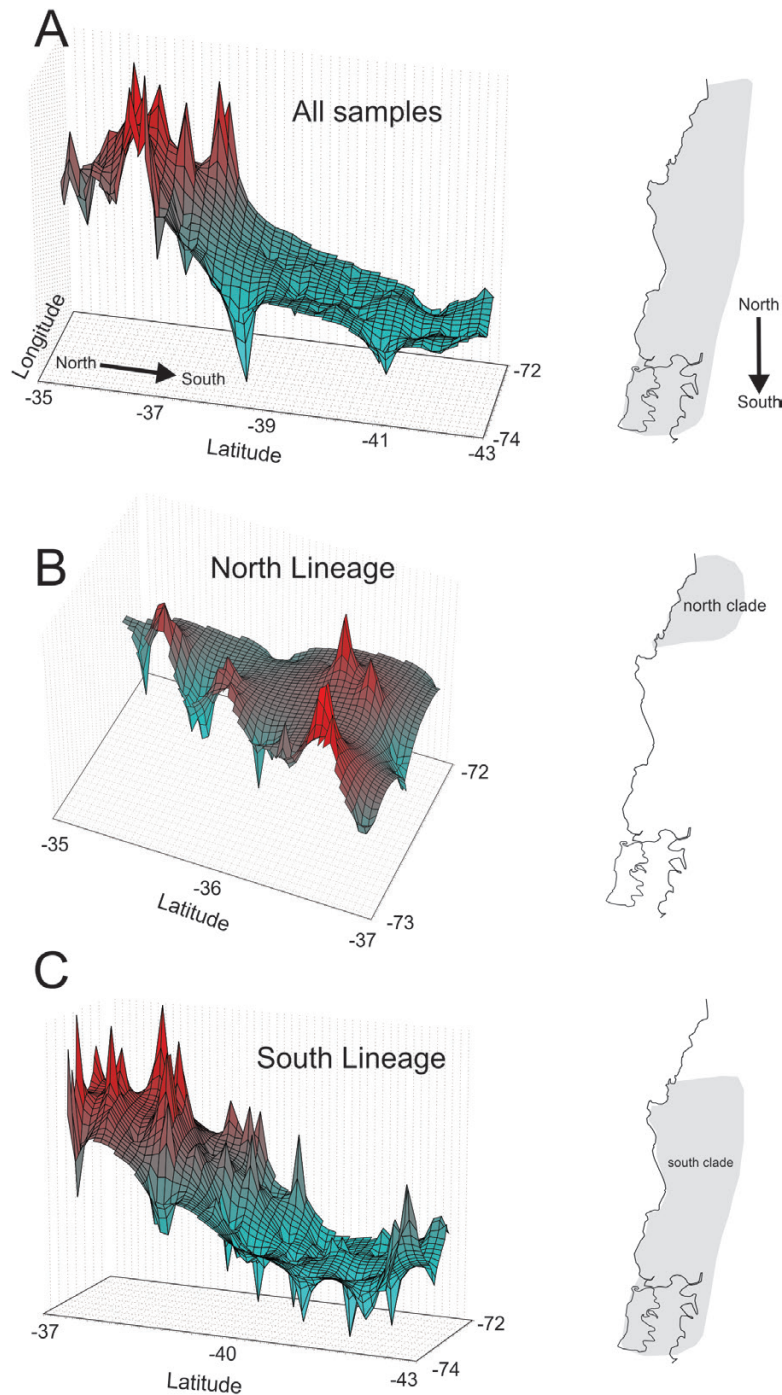 A
All samples
Longitude
North
South
-35
-37
-39
-41
-43
-74
-72
Latitude
North
South
B
North Lineage
-35
-36
-37
-73
-72
Latitude
north clade
C
South Lineage
-37
-40
-43
-74
-72
Latitude
south clade